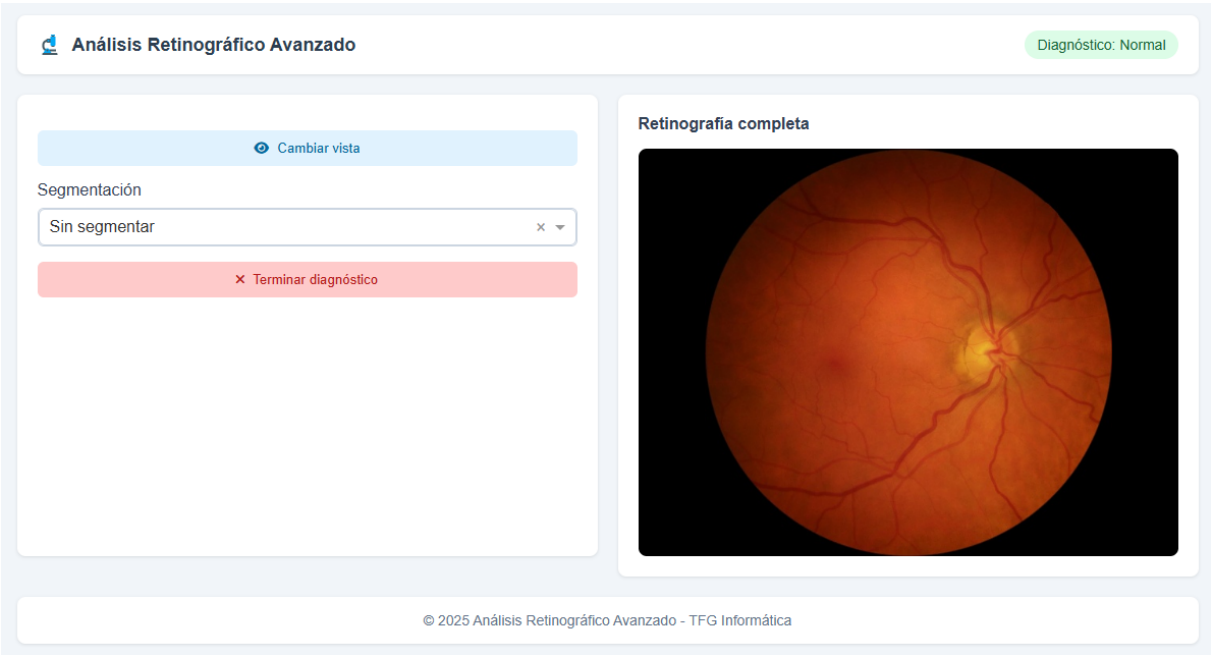 Análisis Retinográfico Avanzado
Diagnóstico: Normal
Cambiar vista
Segmentación
Sin segmentar
Terminar diagnóstico
Retinografía completa
© 2025 Análisis Retinográfico Avanzado - TFG Informática